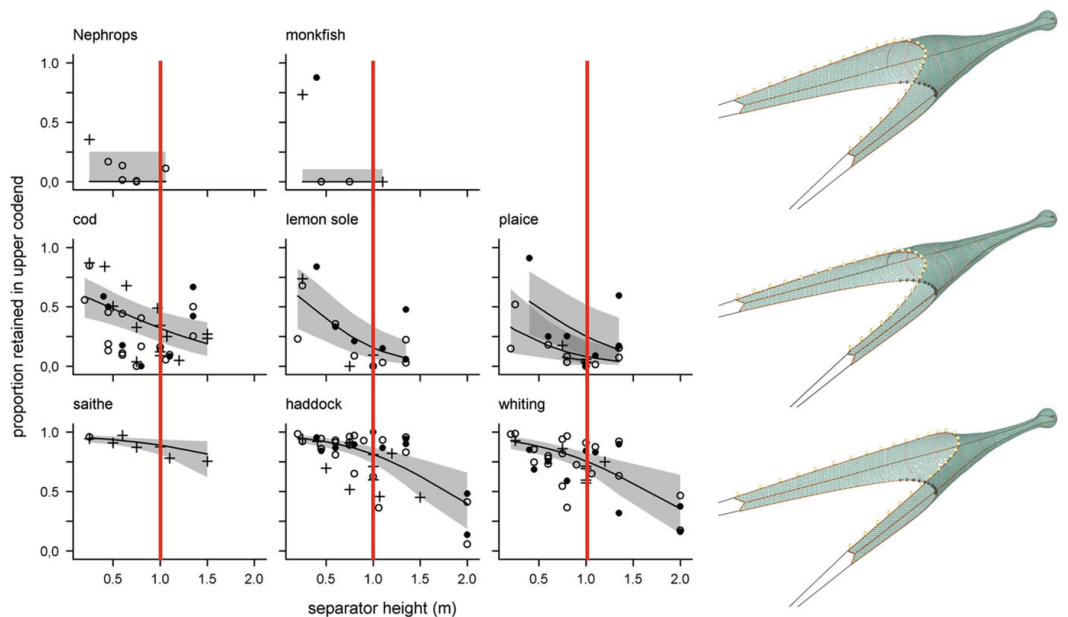 Nephrops
monkfish
1.0
0.5
0,0
cod
lemon sole
plaice
1.0
0.5
0.0
saithe
haddock
whiting
1.0
0.5
0,0
0.5 1.0 1.5 2.0
0.5 1.0 1.5 2.0
0.5 1.0 1.5 2.0
proportion retained in upper codend
separator height (m)